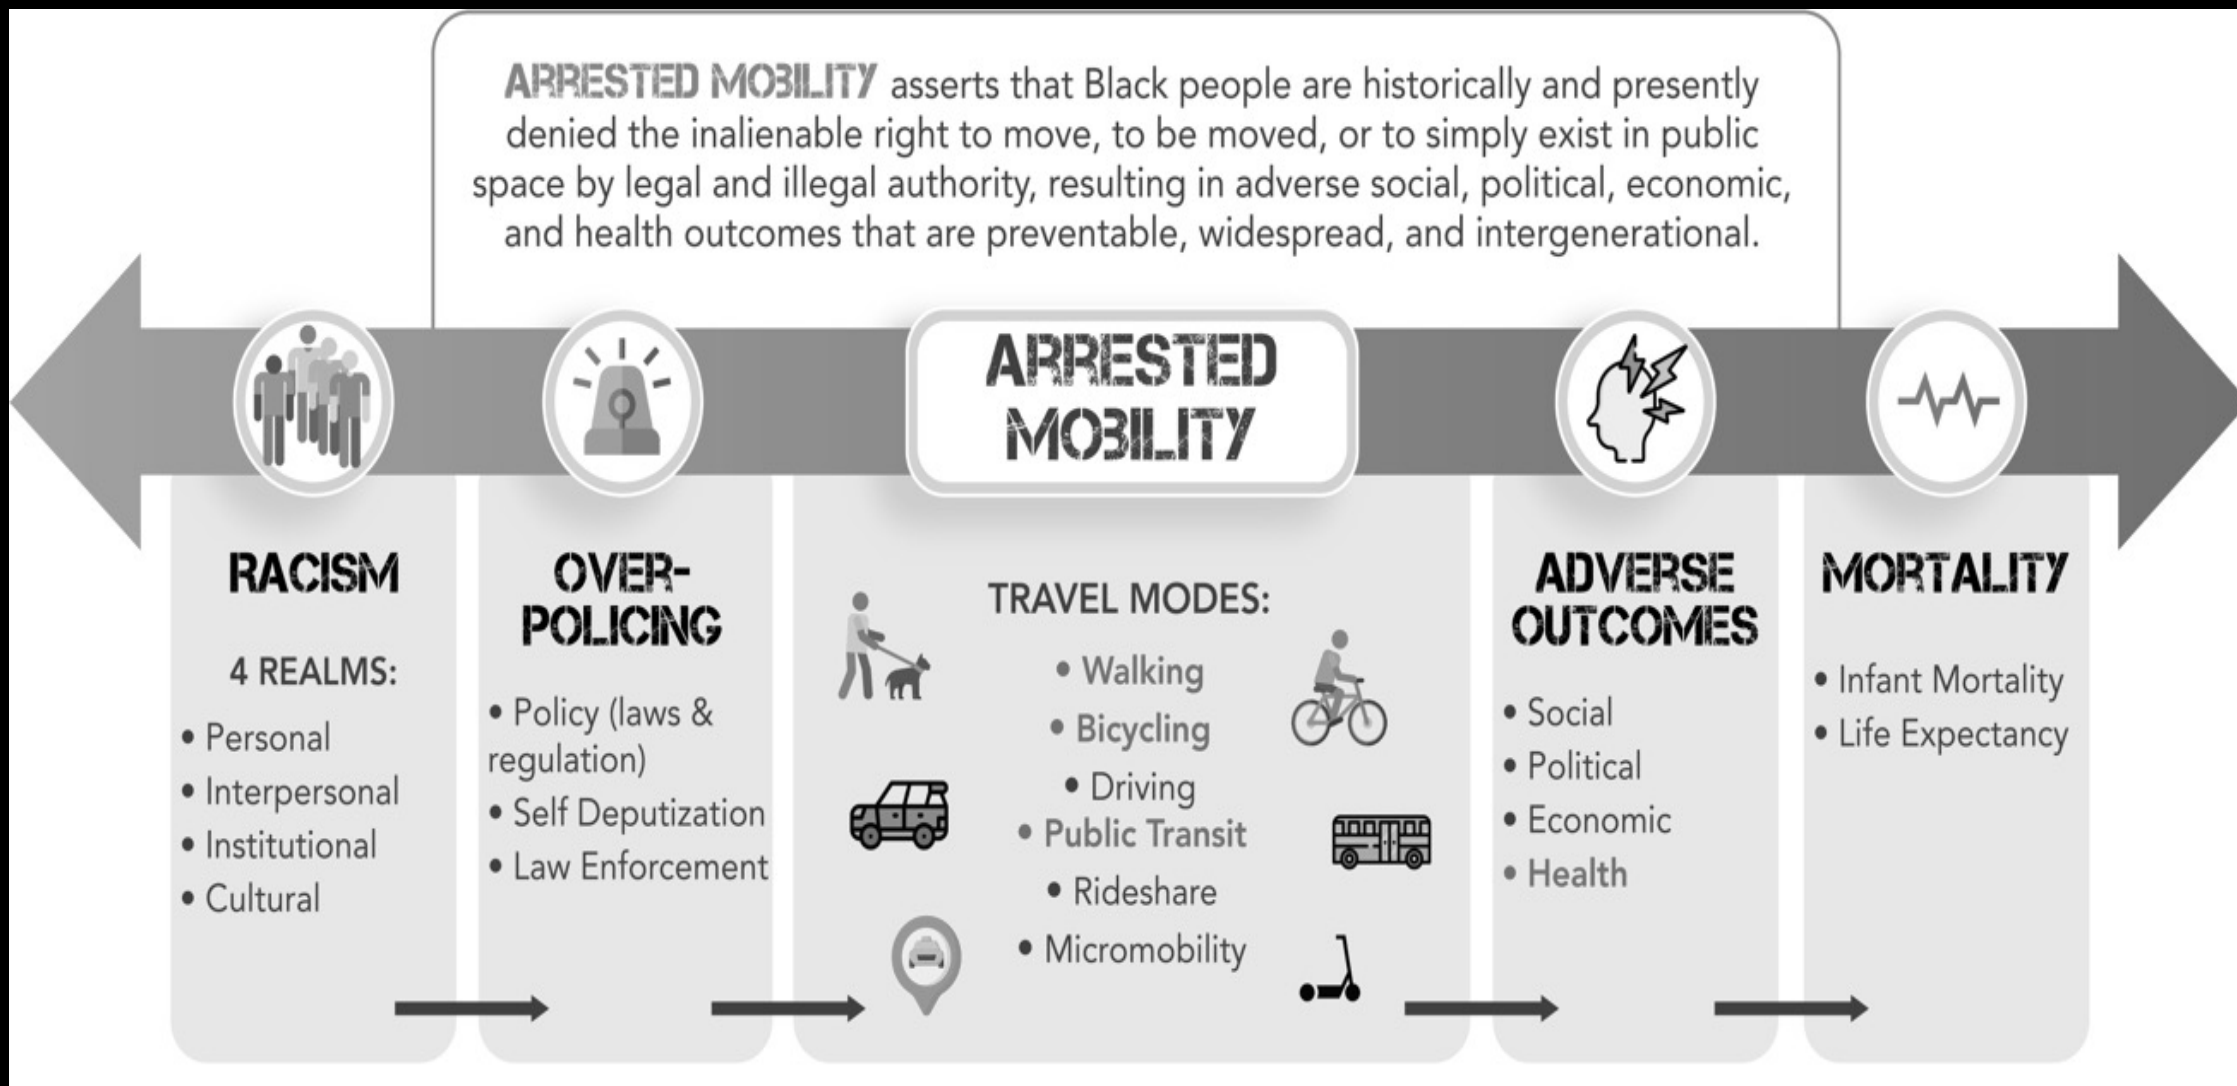 ARRESTED MOBILITY asserts that Black people are historically and presently
denied the inalienable right to move, to be moved, or to simply exist in public
space by legal and illegal authority, resulting in adverse social, political, economic,
and health outcomes that are preventable, widespread, and intergenerational.
ARRESTED
MOBILITY
RACISM
4 REALMS:
• Personal
• Interpersonal
• Institutional
• Cultural
OVER-
POLICING
• Policy (laws &
regulation)
• Self Deputization
• Law Enforcement
TRAVEL MODES:
• Walking
• Bicycling
• Driving
• Public Transit
• Rideshare
• Micromobility
ADVERSE
OUTCOMES
• Social
• Political
• Economic
• Health
MORTALITY
• Infant Mortality
• Life Expectancy